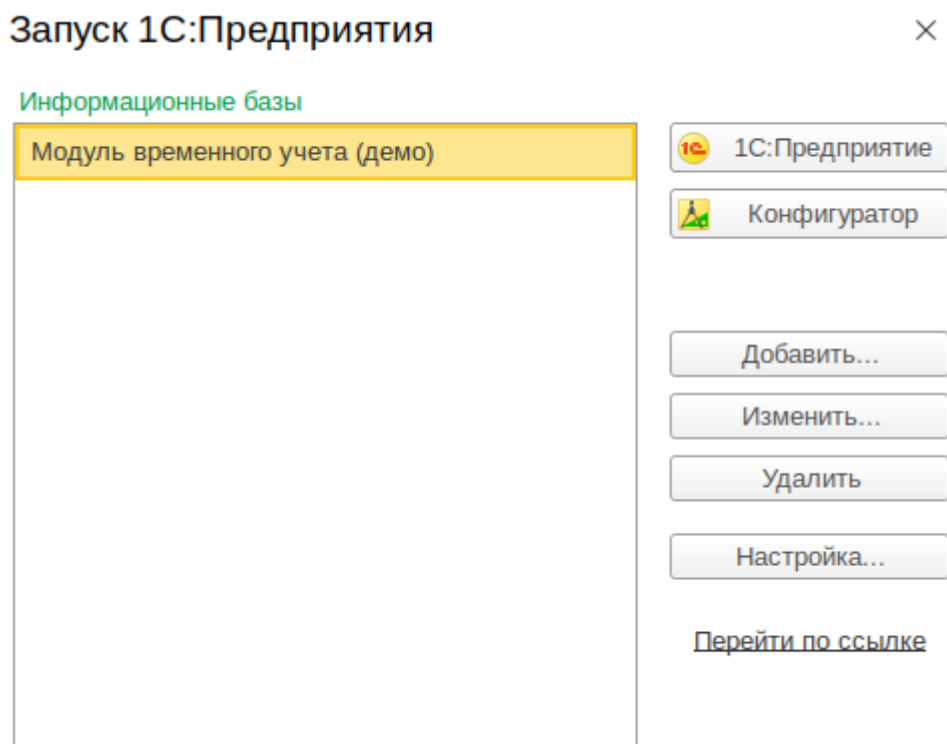 Запуск 1С:Предприятия
Информационные базы
Модуль временного учета (демо)
1С:Предприятие
Конфигуратор
Добавить...
Изменить...
Удалить
Настройка...
Перейти по ссылке